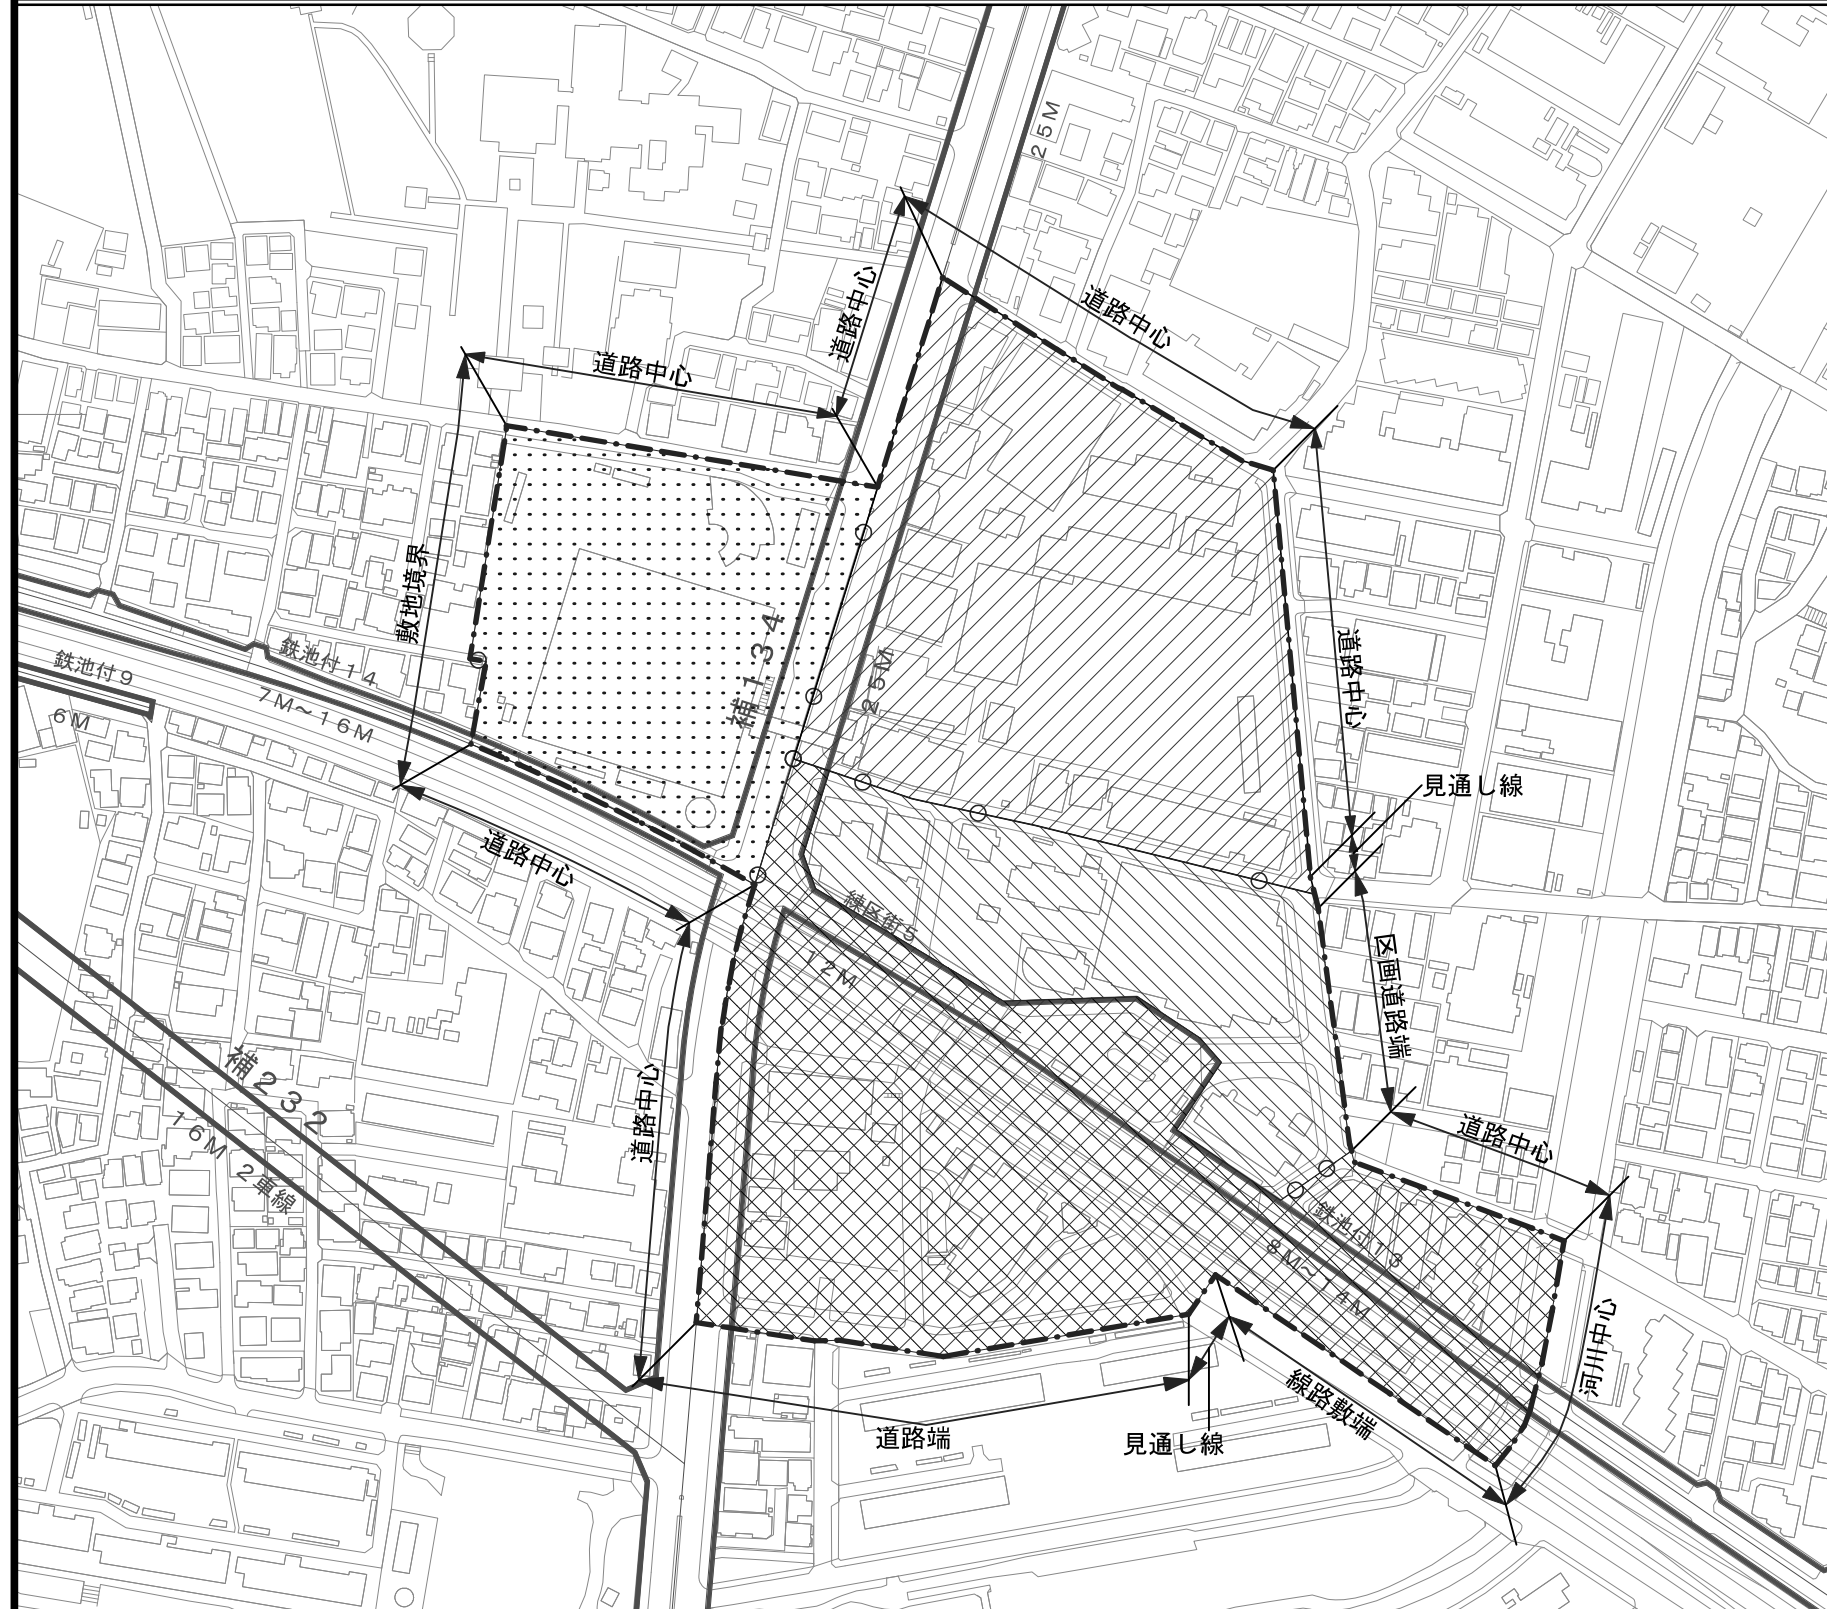 ２５Ｍ
道路中心
道路中心
道路中心
敷地境界
補１３４
２５Ｍ
道路中心
鉄池付１４
鉄池付９
７Ｍ～１６Ｍ
６Ｍ
見通し線
道路中心
練区街５
１２Ｍ
区画道路端
補２３２
１６Ｍ ２車線
道路中心
道路中心
鉄池付１３
８Ｍ～１４Ｍ
河川中心
線路敷端
道路端
見通し線